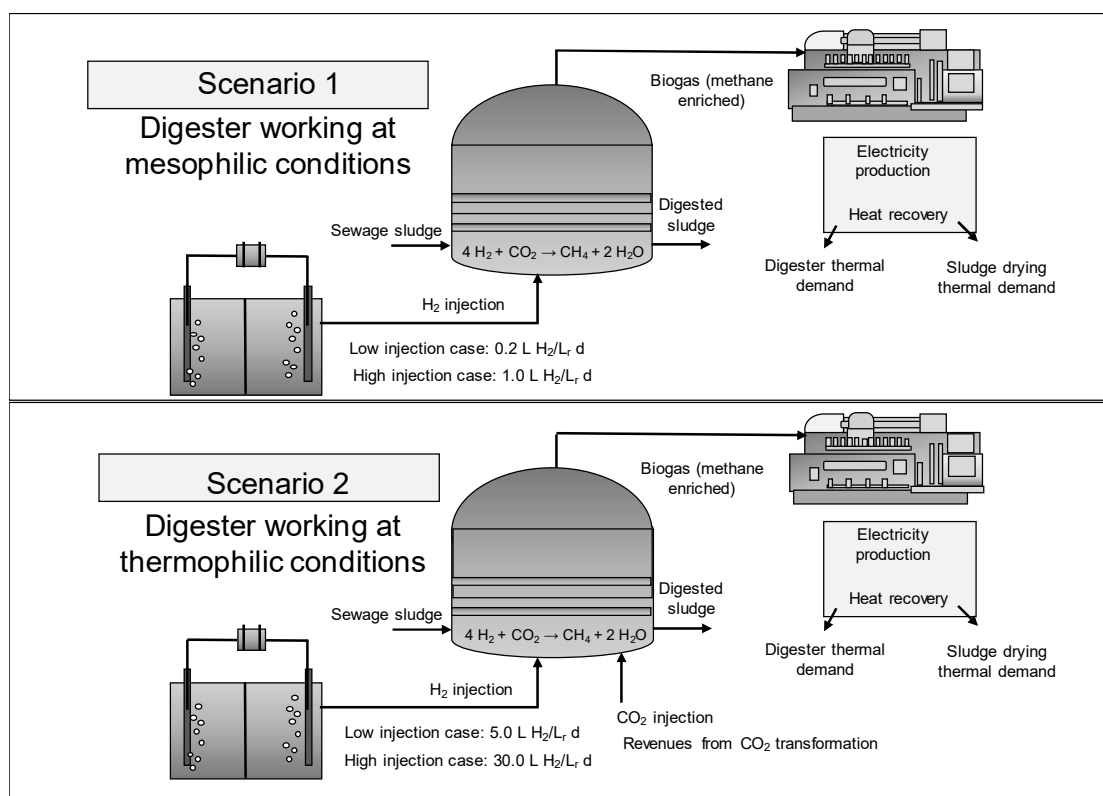 Scenario 1
Digester working at
mesophilic conditions
Biogas (methane
enriched)
Electricity
production
Heat recovery
Digester thermal
demand
Sludge drying
thermal demand
Sewage sludge
Digested
sludge
4 H₂ + CO₂ → CH₄ + 2 H₂O
H₂ injection
Low injection case: 0.2 L H₂/Lᵣ d
High injection case: 1.0 L H₂/Lᵣ d
Scenario 2
Digester working at
thermophilic conditions
Biogas (methane
enriched)
Electricity
production
Heat recovery
Digester thermal
demand
Sludge drying
thermal demand
Sewage sludge
Digested
sludge
4 H₂ + CO₂ → CH₄ + 2 H₂O
H₂ injection
Low injection case: 5.0 L H₂/Lᵣ d
High injection case: 30.0 L H₂/Lᵣ d
CO₂ injection
Revenues from CO₂ transformation